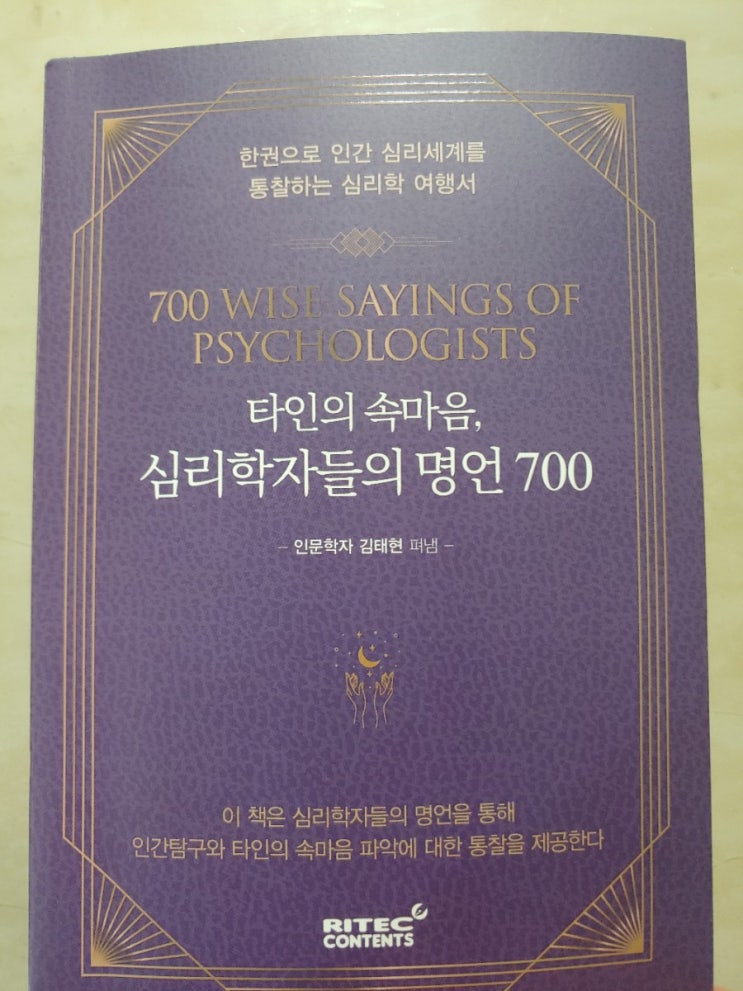 한권으로 인간 심리세계를
통찰하는 심리학 여행서
700 WISE SAYINGS OF
PSYCHOLOGISTS
타인의 속마음,
심리학자들의 명언 700
– 인문학자 김태현 펴냄 –
이 책은 심리학자들의 명언을 통해
인간탐구와 타인의 속마음 파악에 대한 통찰을 제공한다
RITEC
CONTENTS